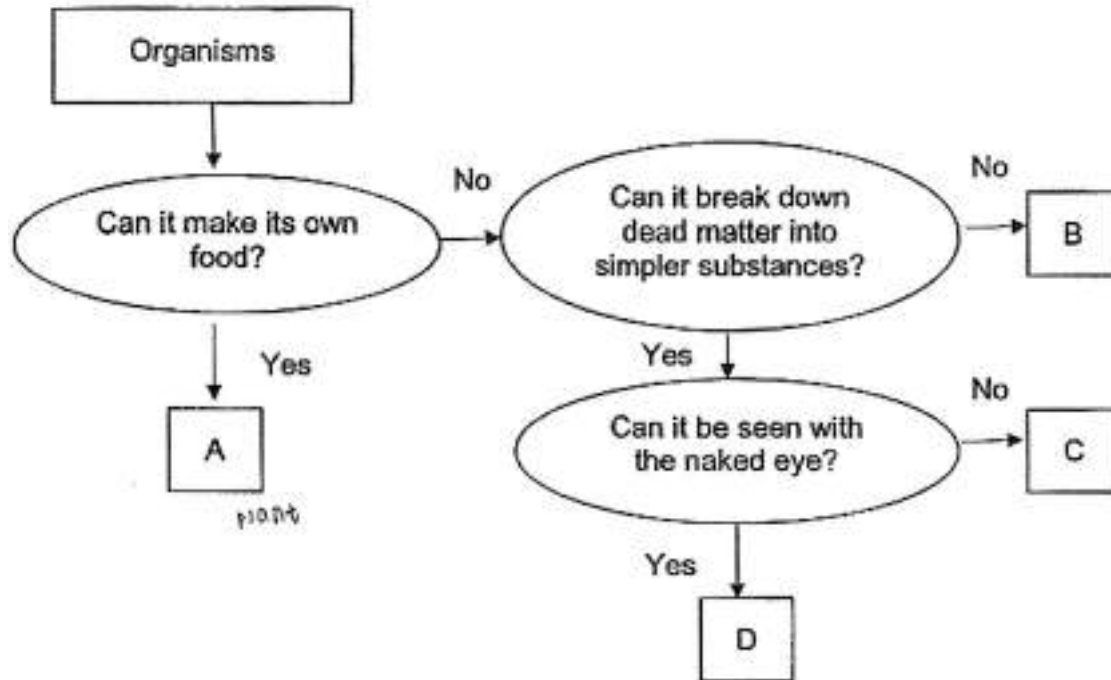 Organisms
Can it make its own
food?
No
Can it break down
dead matter into
simpler substances?
No
B
Yes
A
plant
Yes
Can it be seen with
the naked eye?
No
C
Yes
D